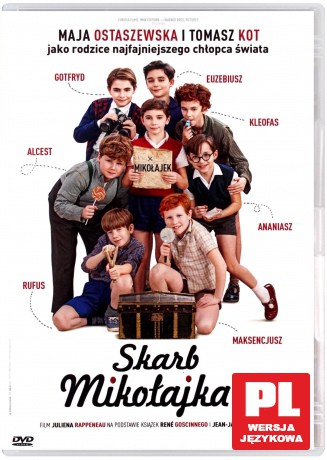 MAJA OSTASZEWSKA I TOMASZ KOT
jako rodzice najfajniejszego chłopca świata
GOTFRYD
EUZEBIUSZ
KLEOFAS
ALCEST
MIKOŁAJEK
ANANIASZ
RUFUS
MAKSENCJUSZ
Skarb
Mikołajka
PL
WERSJA
JĘZYKOWA
FILM JULIENA RAPPENEAU NA PODSTAWIE KSIĄŻEK RENÉ GOSCINNEGO I JEAN-JA
DVD